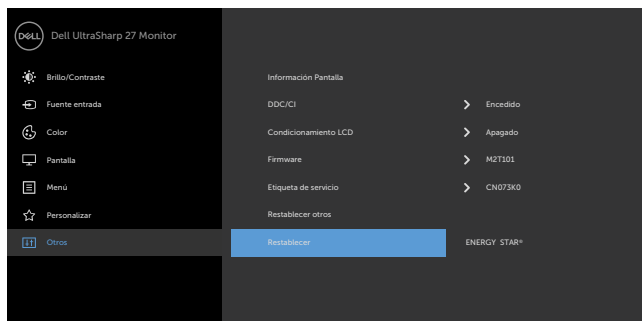 DELL Dell UltraSharp 27 Monitor
Brillo/Contraste Información Pantalla
Fuente entrada DDC/CI Encedido
Color Condicionamiento LCD Apagado
Pantalla Firmware M2T101
Menú Etiqueta de servicio CN073K0
Personalizar Restablecer otros
Otros Restablecer ENERGY STAR®